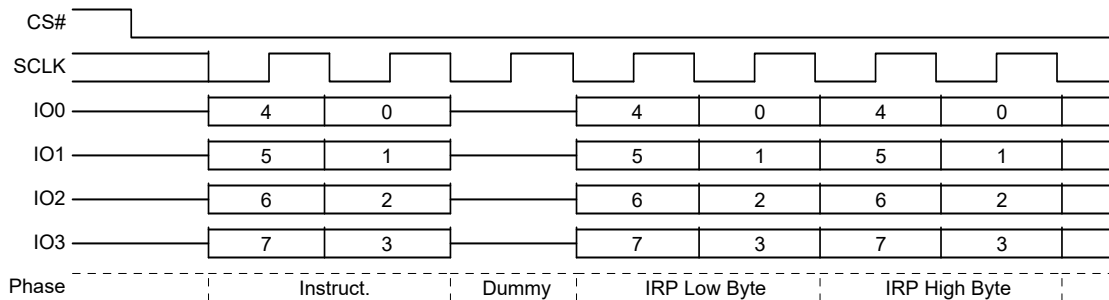 CS#
SCLK
IO0 4 0 4 0 4 0
IO1 5 1 5 1 5 1
IO2 6 2 6 2 6 2
IO3 7 3 7 3 7 3
Phase Instruct. Dummy IRP Low Byte IRP High Byte